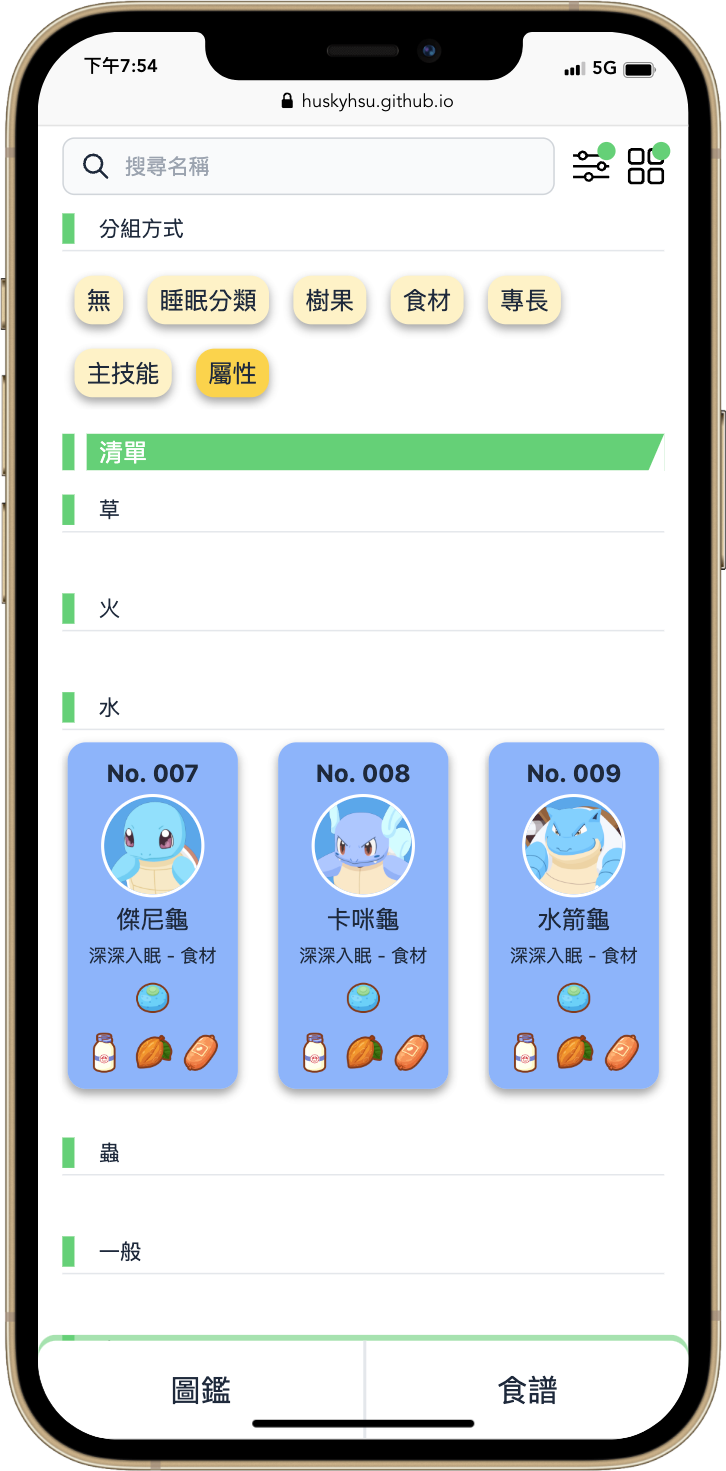 下午7:54 5G
huskyhsu.github.io
搜尋名稱
分組方式
無 睡眠分類 樹果 食材 專長
主技能 屬性
清單
草
火
水
No. 007 No. 008 No. 009
傑尼龜 卡咪龜 水箭龜
深深入眠 - 食材 深深入眠 - 食材 深深入眠 - 食材
蟲
一般
圖鑑 食譜